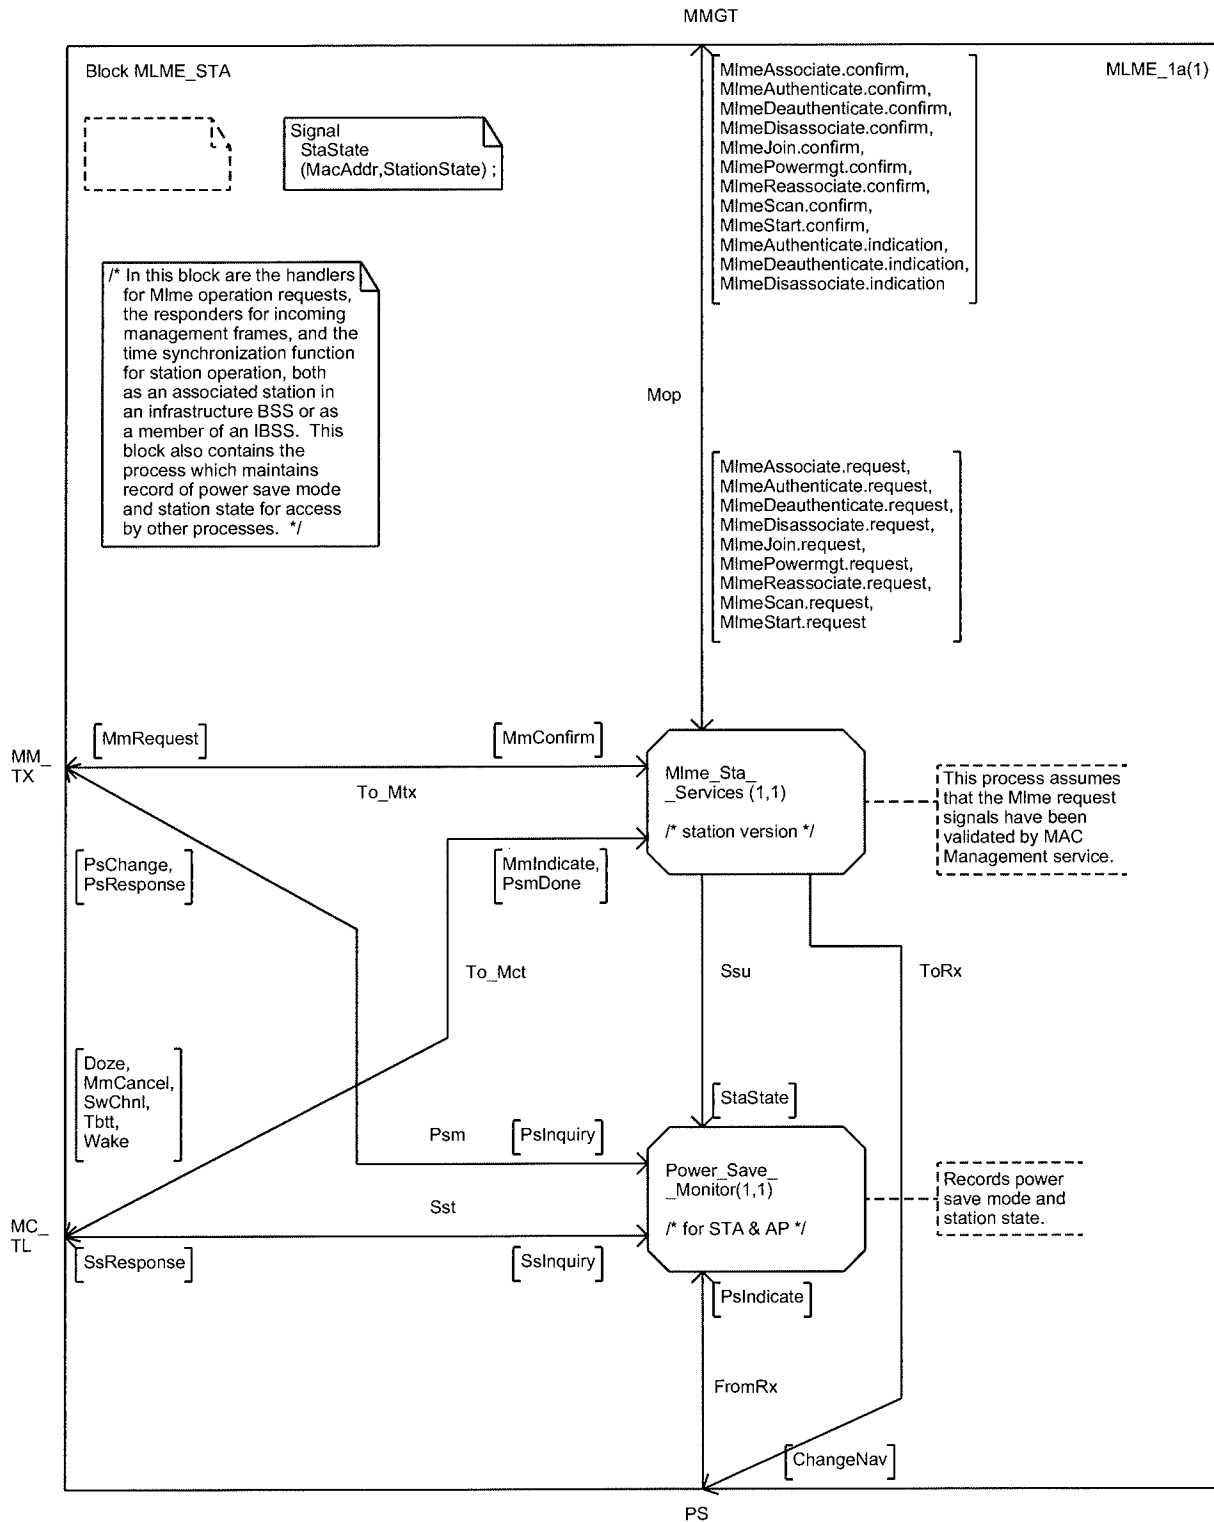 MMGT
Block MLME_STA
MLME_1a(1)
Signal
StaState
(MacAddr,StationState) ;
MlmeAssociate.confirm,
MlmeAuthenticate.confirm,
MlmeDeauthenticate.confirm,
MlmeDisassociate.confirm,
MlmeJoin.confirm,
MlmePowermgt.confirm,
MlmeReassociate.confirm,
MlmeScan.confirm,
MlmeStart.confirm,
MlmeAuthenticate.indication,
MlmeDeauthenticate.indication,
MlmeDisassociate.indication
/* In this block are the handlers
for Mlme operation requests,
the responders for incoming
management frames, and the
time synchronization function
for station operation, both
as an associated station in
an infrastructure BSS or as
a member of an IBSS. This
block also contains the
process which maintains
record of power save mode
and station state for access
by other processes. */
Mop
MlmeAssociate.request,
MlmeAuthenticate.request,
MlmeDeauthenticate.request,
MlmeDisassociate.request,
MlmeJoin.request,
MlmePowermgt.request,
MlmeReassociate.request,
MlmeScan.request,
MlmeStart.request
MmRequest
MmConfirm
MM_
TX
To_Mtx
Mlme_Sta_
_Services (1,1)
/* station version */
This process assumes
that the Mlme request
signals have been
validated by MAC
Management service.
PsChange,
PsResponse
MmIndicate,
PsmDone
To_Mct
Ssu
ToRx
Doze,
MmCancel,
SwChnl,
Tbtt,
Wake
StaState
Psm
PsInquiry
Power_Save_
_Monitor(1,1)
/* for STA & AP */
Records power
save mode and
station state.
Sst
MC_
TL
SsResponse
SsInquiry
PsIndicate
FromRx
ChangeNav
PS